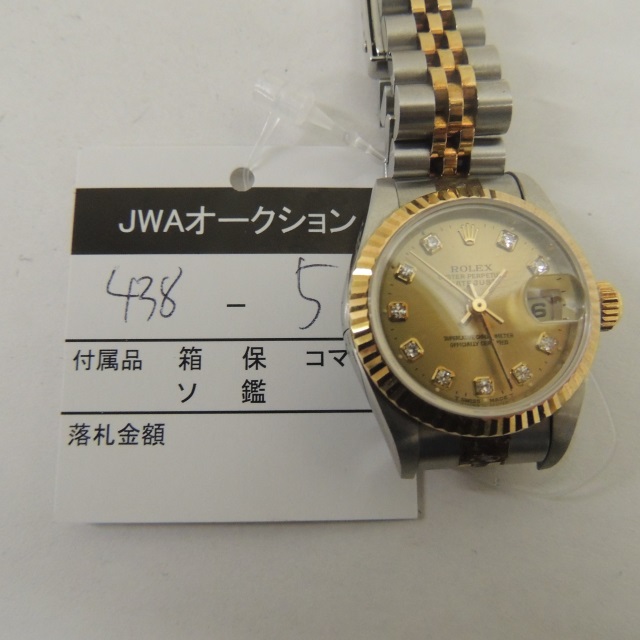 JWAオークション
438 - 5
付属品 箱 保 コマ
ソ 鑑
落札金額
ROLEX
OYSTER PERPETUAL
DATEJUST
SUPERLATIVE CHRONOMETER
OFFICIALLY CERTIFIED
6